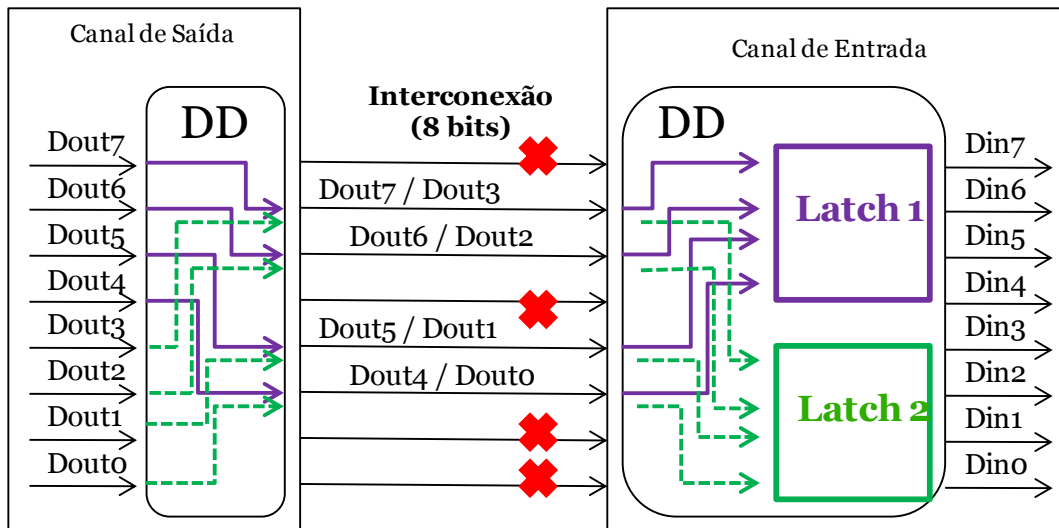 Canal de Saída
DD
Dout7
Dout6
Dout5
Dout4
Dout3
Dout2
Dout1
Dout0
Interconexão
(8 bits)
Dout7 / Dout3
Dout6 / Dout2
Dout5 / Dout1
Dout4 / Dout0
Canal de Entrada
DD
Latch 1
Latch 2
Din7
Din6
Din5
Din4
Din3
Din2
Din1
Din0